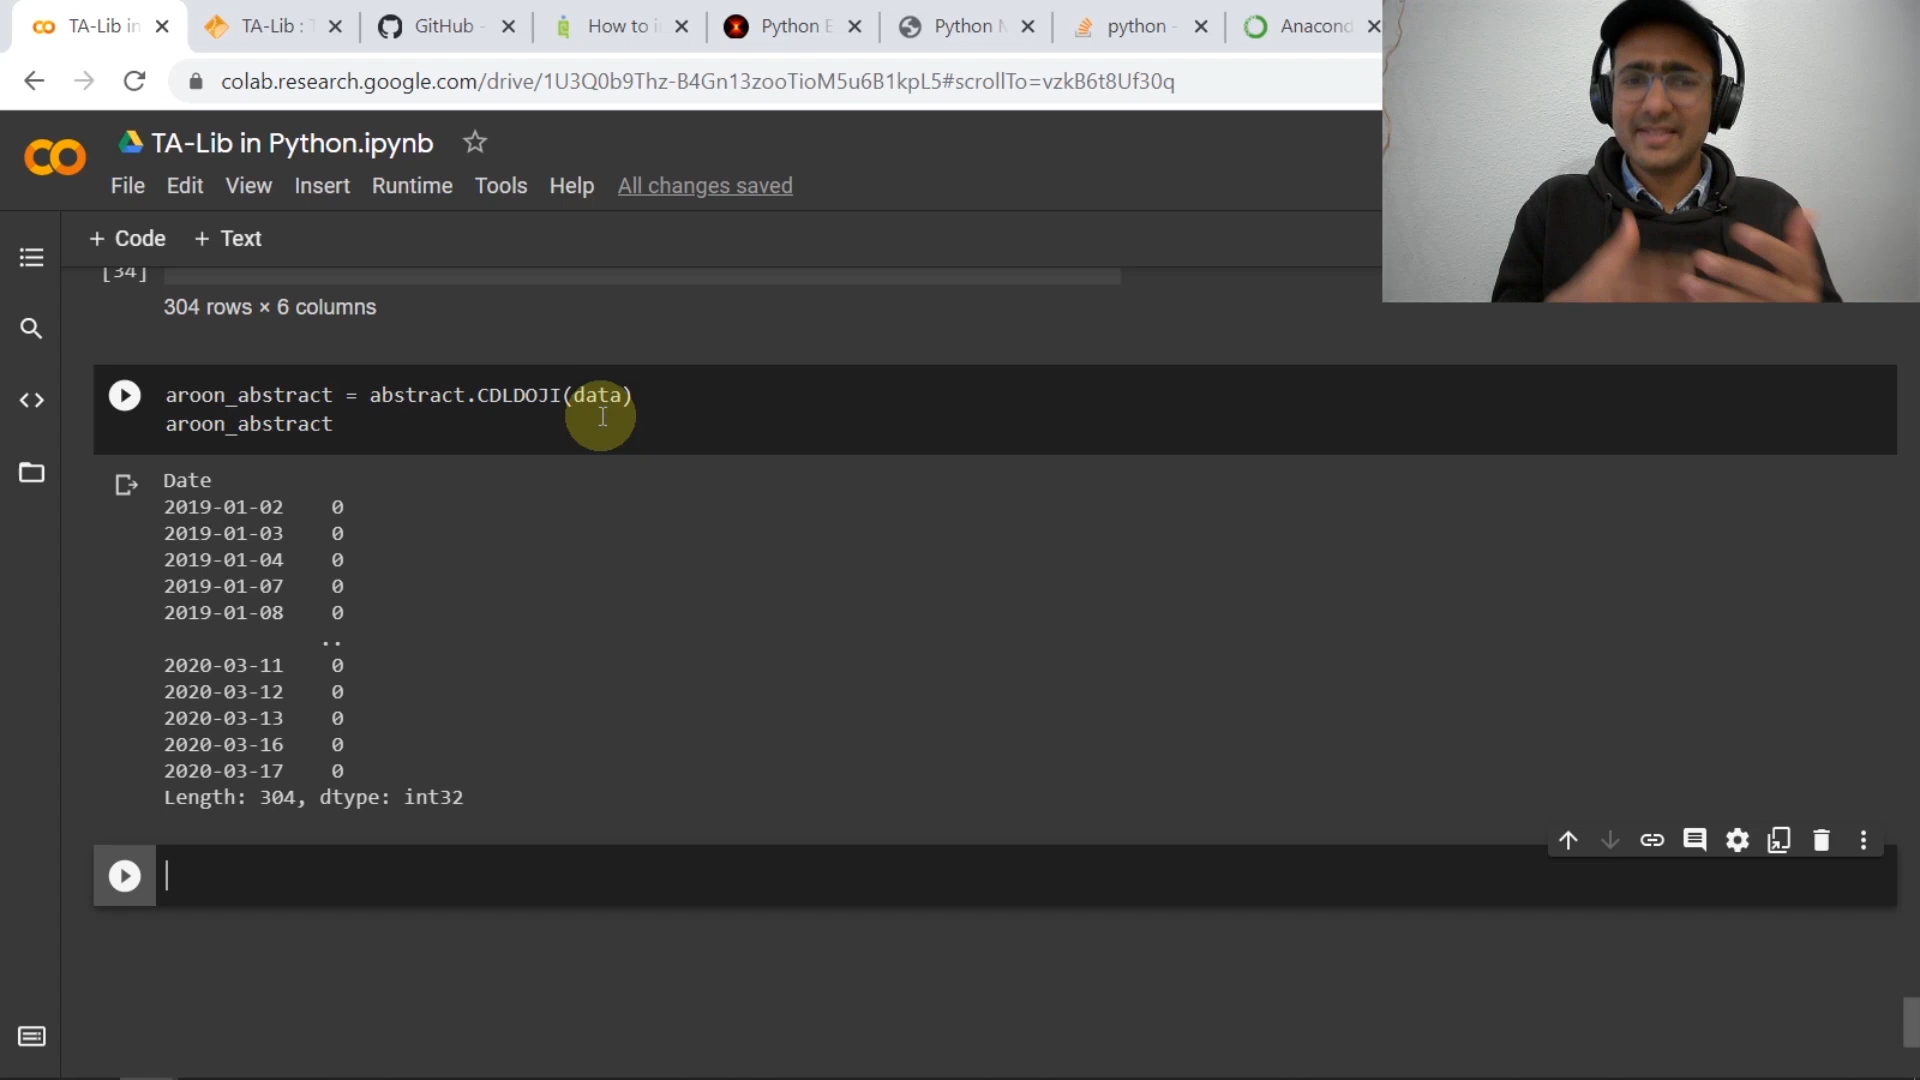 TA-Lib in
TA-Lib : T
GitHub -
How to i
Python E
Python M
python -
Anacond
colab.research.google.com/drive/1U3Q0b9Thz-B4Gn13zooTioM5u6B1kpL5#scrollTo=vzkB6t8Uf30q
TA-Lib in Python.ipynb
File Edit View Insert Runtime Tools Help All changes saved
+ Code + Text
[34]
304 rows × 6 columns
aroon_abstract = abstract.CDLDOJI(data)
aroon_abstract
Date
2019-01-02 0
2019-01-03 0
2019-01-04 0
2019-01-07 0
2019-01-08 0
..
2020-03-11 0
2020-03-12 0
2020-03-13 0
2020-03-16 0
2020-03-17 0
Length: 304, dtype: int32